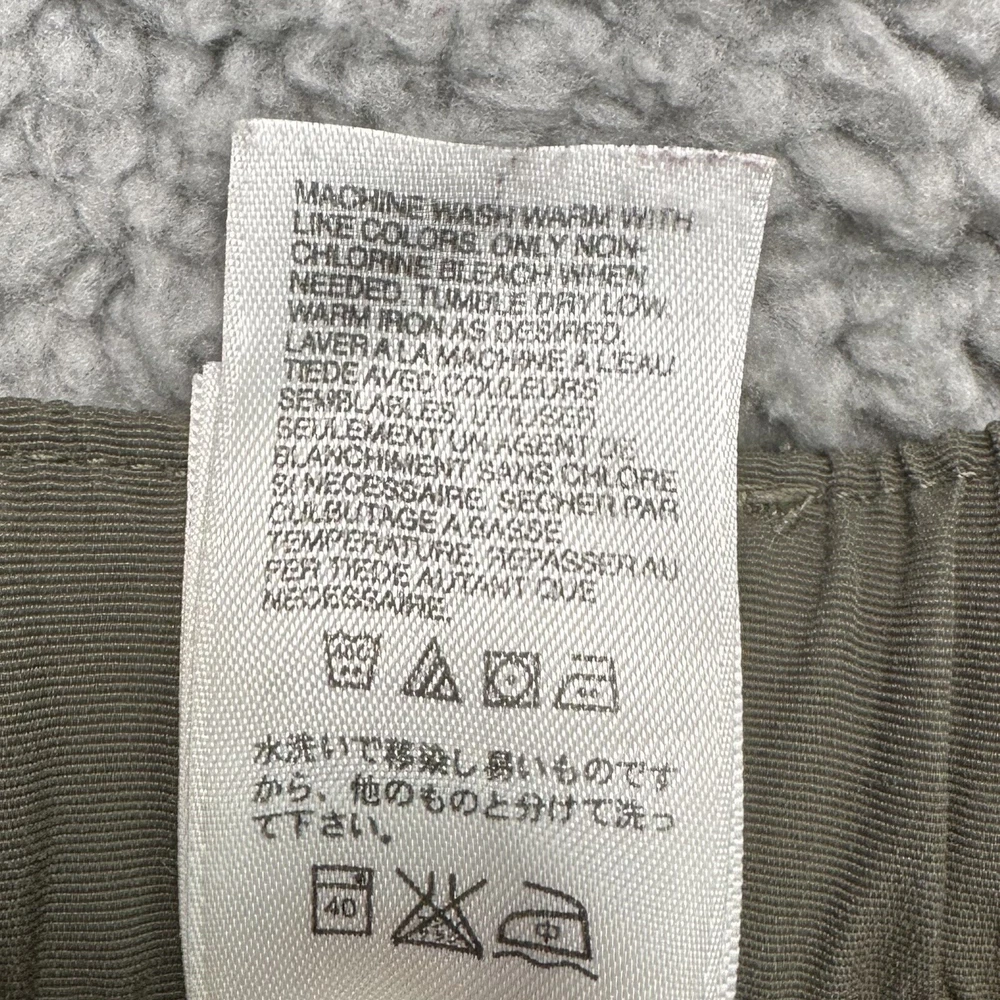 MACHINE WASH WARM WITH
LIKE COLORS. ONLY NON-
CHLORINE BLEACH WHEN
NEEDED. TUMBLE DRY LOW.
WARM IRON AS DESIRED.
LAVER A LA MACHINE A L'EAU
TIEDE AVEC COULEURS
SEMBLABLES. UTILISER
SEULEMENT UN AGENT DE
BLANCHIMENT SANS CHLORE
SI NECESSAIRE. SECHER PAR
CULBUTAGE A BASSE
TEMPERATURE. REPASSER AU
FER TIEDE AUTANT QUE
NECESSAIRE.
水洗いで移染し易いものです
から、他のものと分けて洗っ
て下さい。
40 中